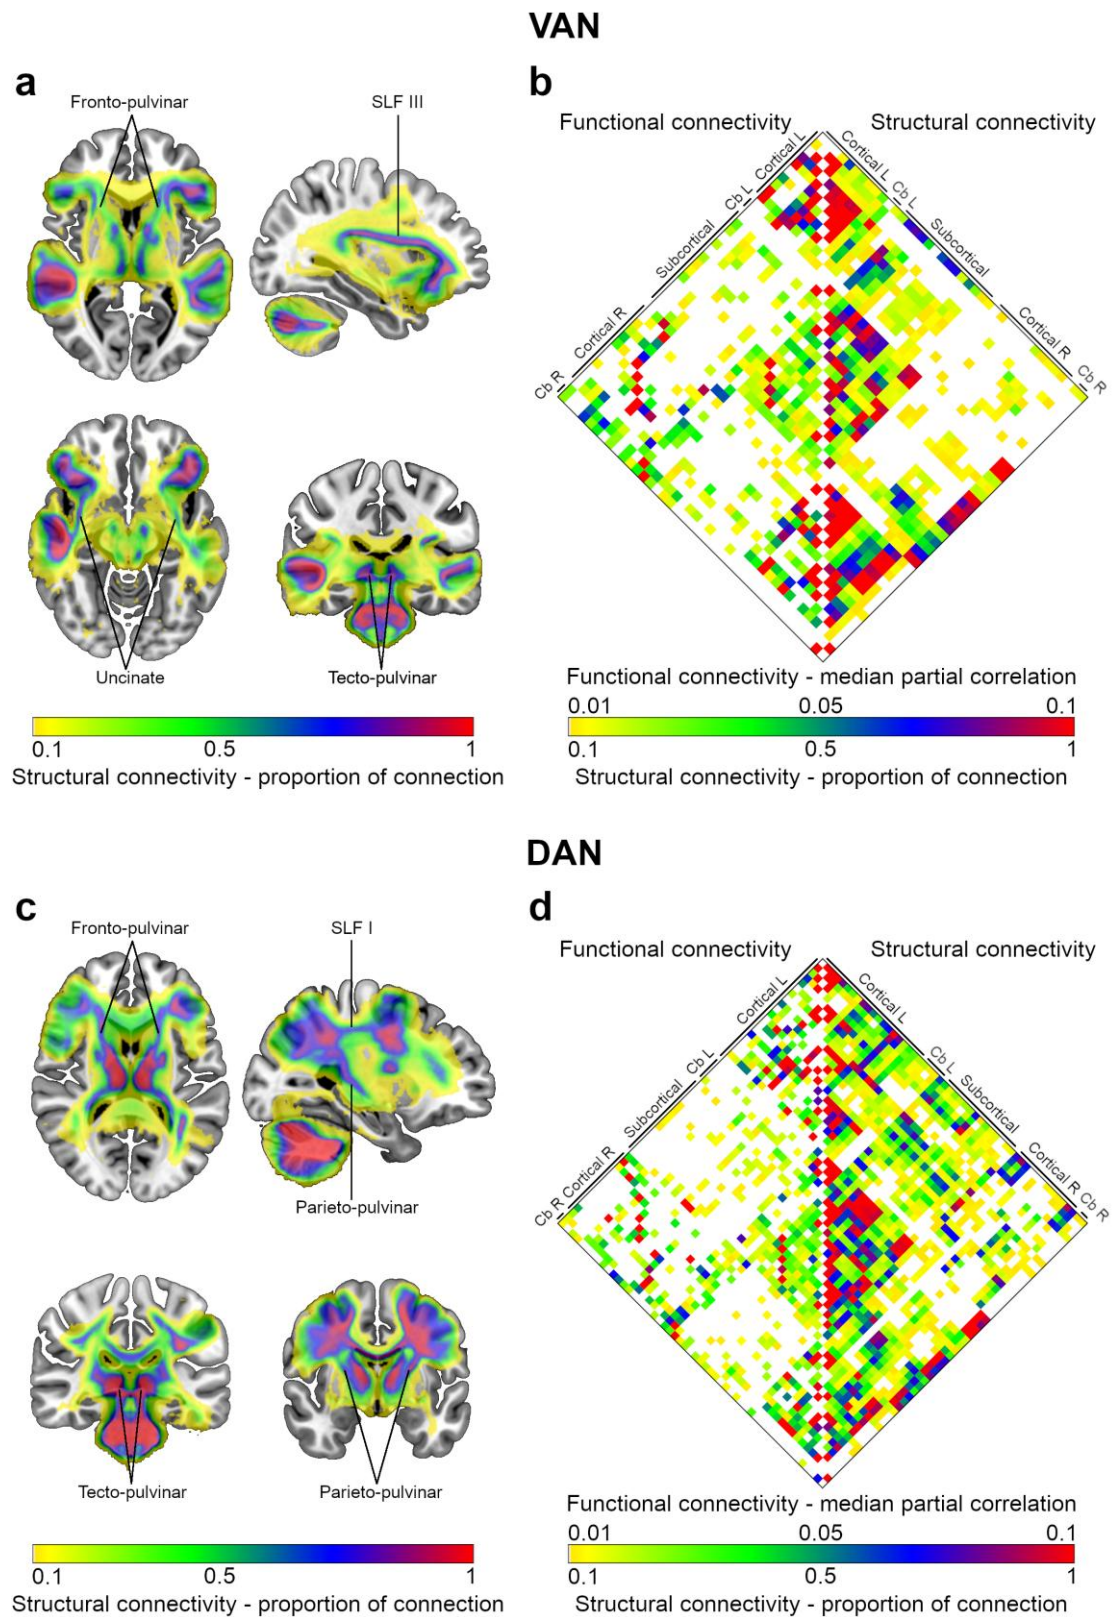 VAN
a
Fronto-pulvinar
SLF III
Uncinate
Tecto-pulvinar
0.1 0.5 1
Structural connectivity - proportion of connection
b
Functional connectivity
Structural connectivity
Cortical L
Cb L
Subcortical
Cortical R
Cb R
Cortical L
Cb L
Subcortical
Cortical R
Cb R
Functional connectivity - median partial correlation
0.01 0.05 0.1
0.1 0.5 1
Structural connectivity - proportion of connection
DAN
c
Fronto-pulvinar
SLF I
Parieto-pulvinar
Tecto-pulvinar
Parieto-pulvinar
0.1 0.5 1
Structural connectivity - proportion of connection
d
Functional connectivity
Structural connectivity
Cortical L
Cb L
Subcortical
Cortical R
Cb R
Cortical L
Cb L
Subcortical
Cortical R
Cb R
Functional connectivity - median partial correlation
0.01 0.05 0.1
0.1 0.5 1
Structural connectivity - proportion of connection